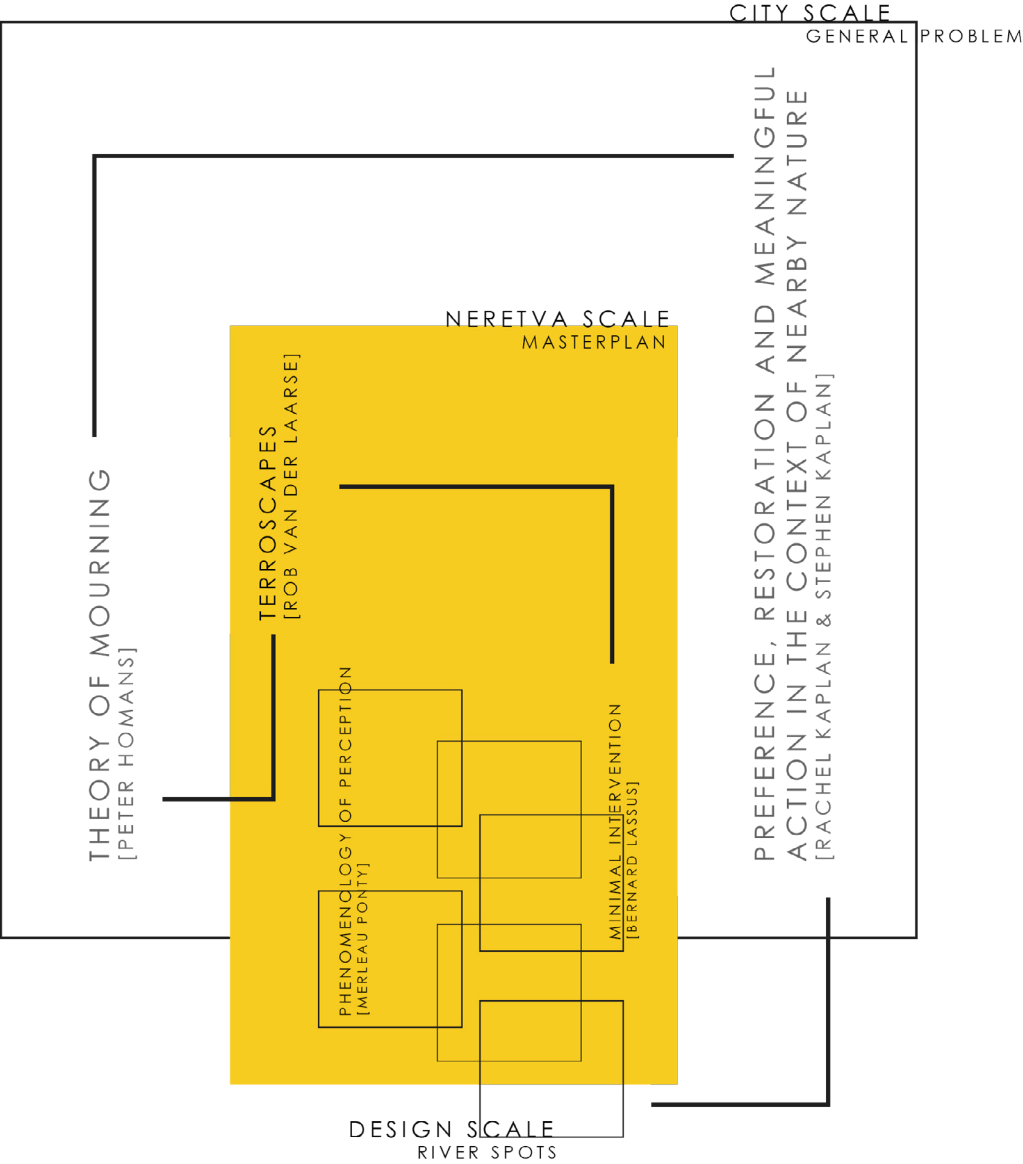 CITY SCALE
GENERAL PROBLEM
THEORY OF MOURNING
[PETER HOMANS]
NERETVA SCALE
MASTERPLAN
TERROSCAPES
[ROB VAN DER LAARSE]
PHENOMENOLOGY OF PERCEPTION
[MERLEAU PONTY]
MINIMAL INTERVENTION
[BERNARD LASSUS]
PREFERENCE, RESTORATION AND MEANINGFUL
ACTION IN THE CONTEXT OF NEARBY NATURE
[RACHEL KAPLAN & STEPHEN KAPLAN]
DESIGN SCALE
RIVER SPOTS